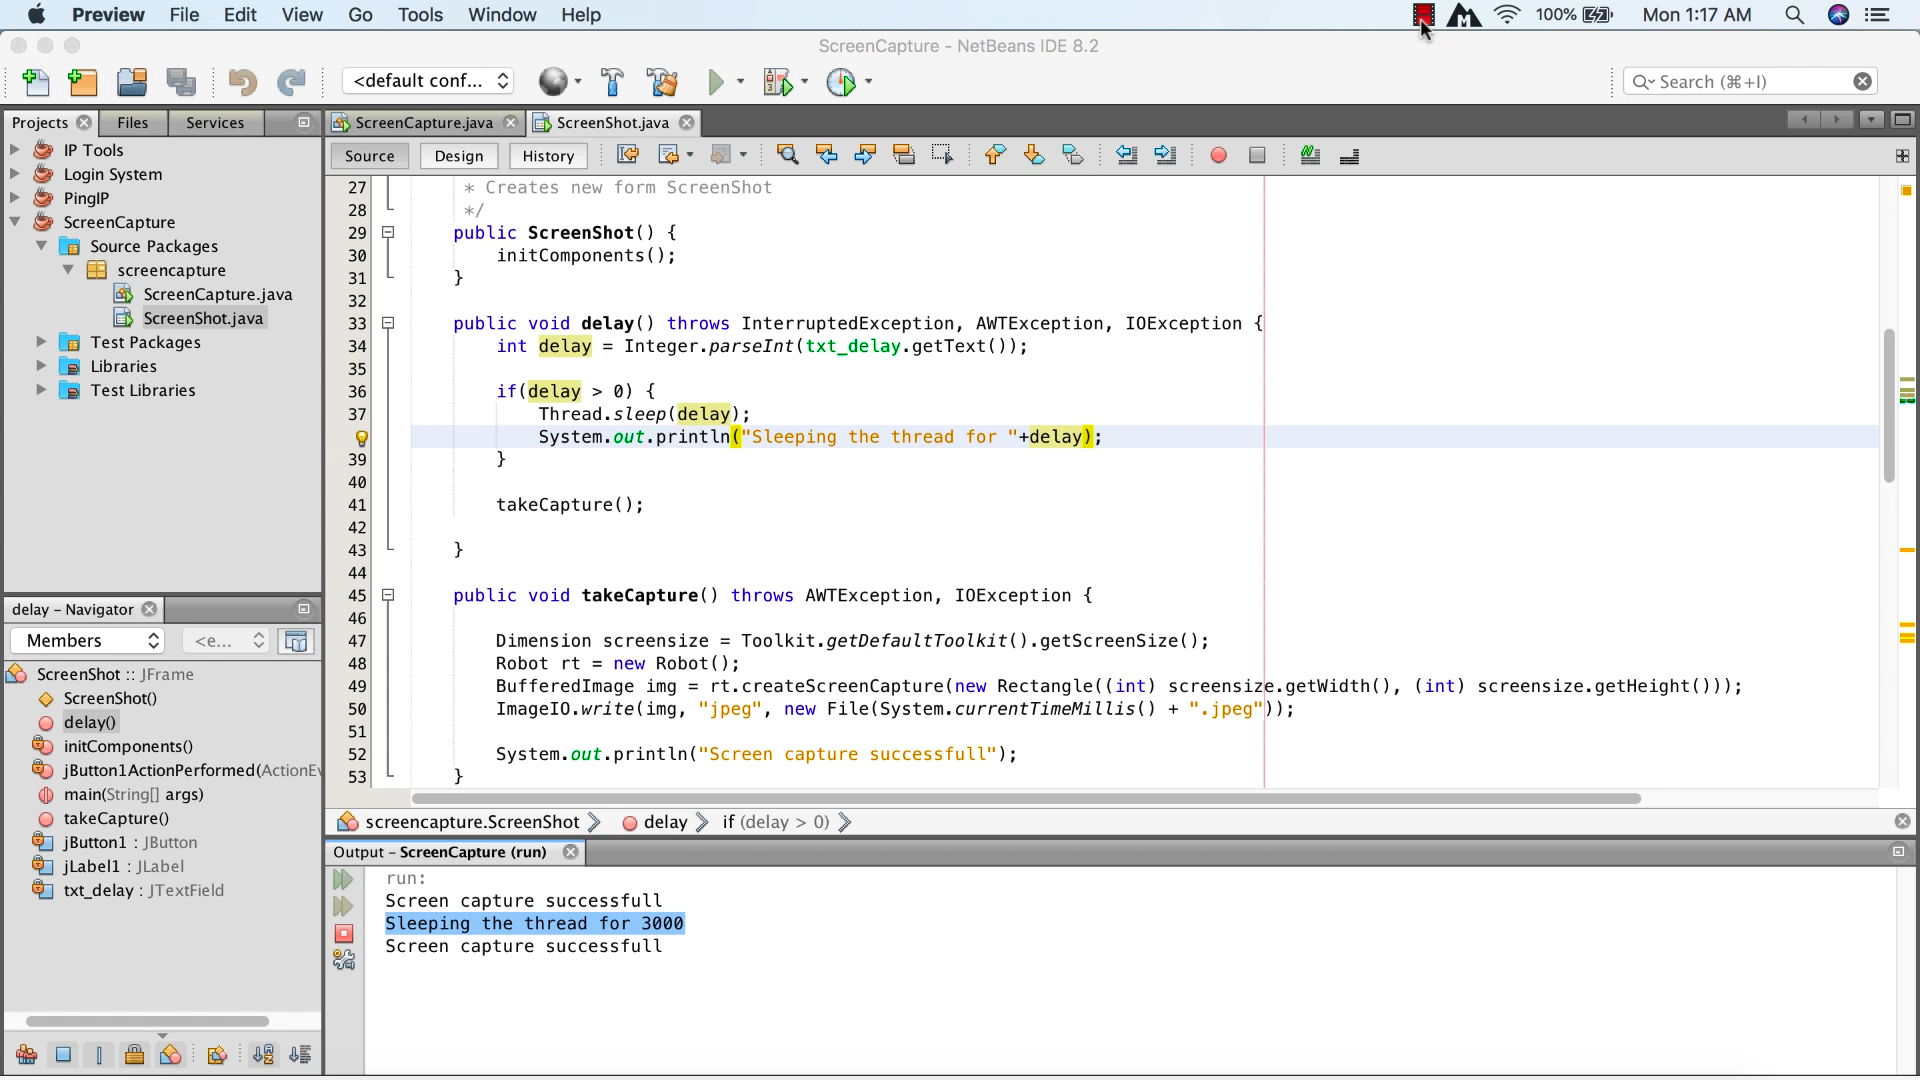 Preview File Edit View Go Tools Window Help 100% Mon 1:17 AM
ScreenCapture - NetBeans IDE 8.2
<default conf... Search (⌘+I)
Projects Files Services
IP Tools
Login System
PingIP
ScreenCapture
Source Packages
screencapture
ScreenCapture.java
ScreenShot.java
Test Packages
Libraries
Test Libraries
delay - Navigator
Members <e...
ScreenShot :: JFrame
ScreenShot()
delay()
initComponents()
jButton1ActionPerformed(ActionEv
main(String[] args)
takeCapture()
jButton1 : JButton
jLabel1 : JLabel
txt_delay : JTextField
ScreenCapture.java ScreenShot.java
Source Design History
27 * Creates new form ScreenShot
28 */
29 public ScreenShot() {
30 initComponents();
31 }
32
33 public void delay() throws InterruptedException, AWTException, IOException {
34 int delay = Integer.parseInt(txt_delay.getText());
35
36 if(delay > 0) {
37 Thread.sleep(delay);
System.out.println("Sleeping the thread for "+delay);
39 }
40
41 takeCapture();
42
43 }
44
45 public void takeCapture() throws AWTException, IOException {
46
47 Dimension screensize = Toolkit.getDefaultToolkit().getScreenSize();
48 Robot rt = new Robot();
49 BufferedImage img = rt.createScreenCapture(new Rectangle((int) screensize.getWidth(), (int) screensize.getHeight()));
50 ImageIO.write(img, "jpeg", new File(System.currentTimeMillis() + ".jpeg"));
51
52 System.out.println("Screen capture successfull");
53 }
screencapture.ScreenShot delay if (delay > 0)
Output - ScreenCapture (run)
run:
Screen capture successfull
Sleeping the thread for 3000
Screen capture successfull